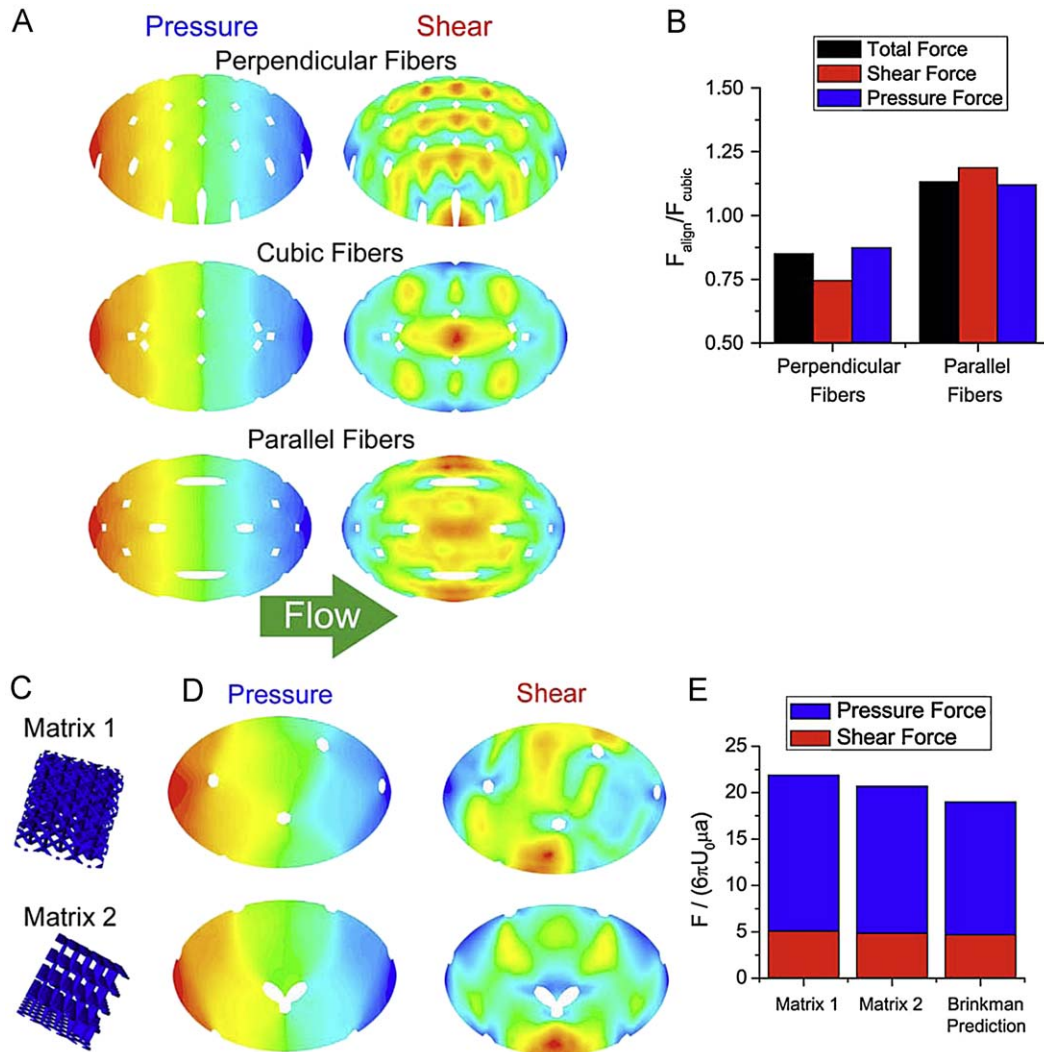 A
Pressure
Shear
Perpendicular Fibers
Cubic Fibers
Parallel Fibers
Flow
B
Total Force
Shear Force
Pressure Force
1.50
1.25
1.00
0.75
0.50
F_align/F_cubic
Perpendicular
Fibers
Parallel
Fibers
C
Matrix 1
Matrix 2
D
Pressure
Shear
E
Pressure Force
Shear Force
25
20
15
10
5
0
F / (6πU₀μa)
Matrix 1
Matrix 2
Brinkman
Prediction